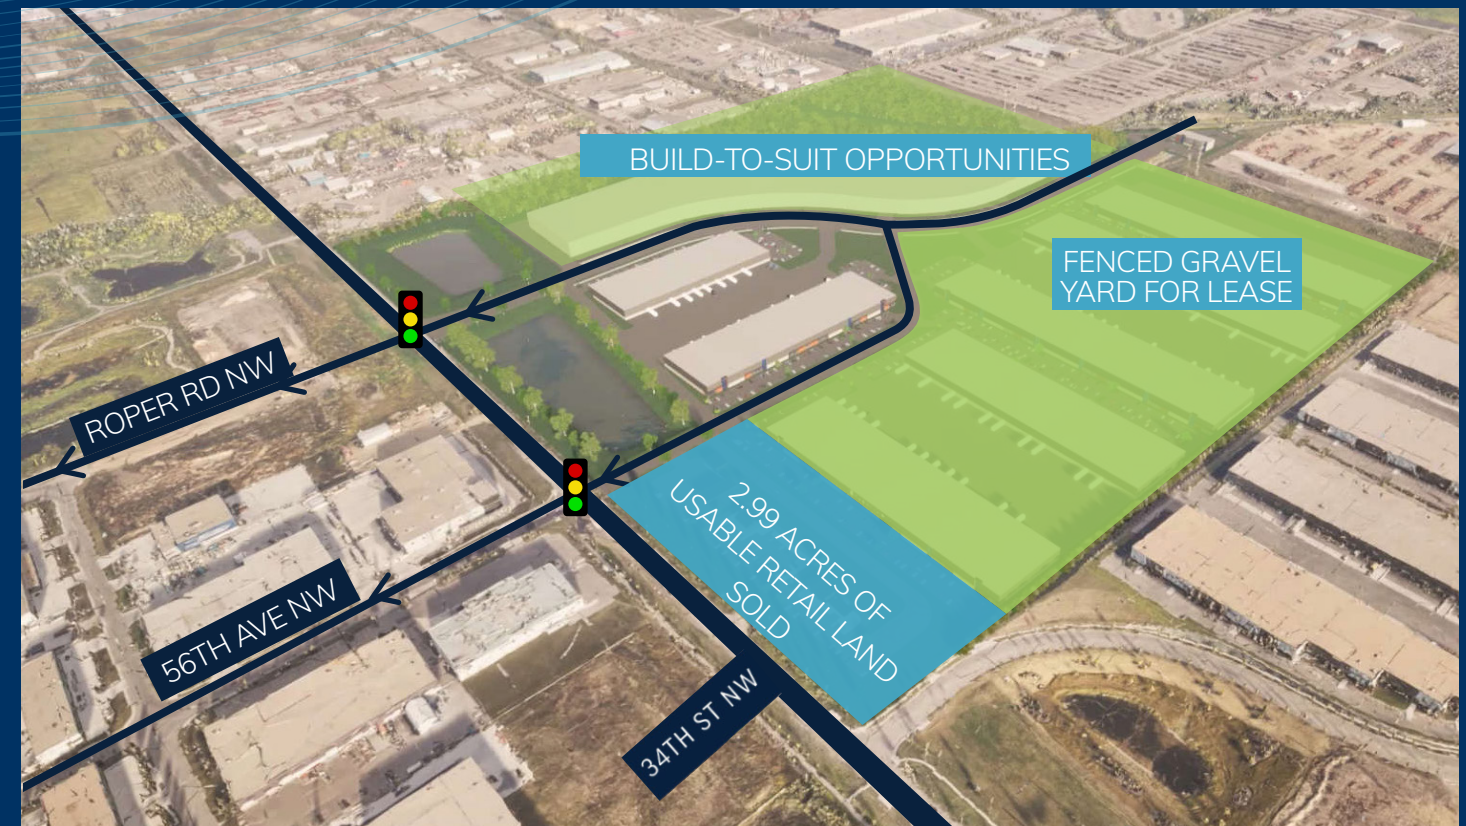 BUILD-TO-SUIT OPPORTUNITIES
FENCED GRAVEL
YARD FOR LEASE
ROPER RD NW
2.99 ACRES OF
USABLE RETAIL LAND
SOLD
56TH AVE NW
34TH ST NW